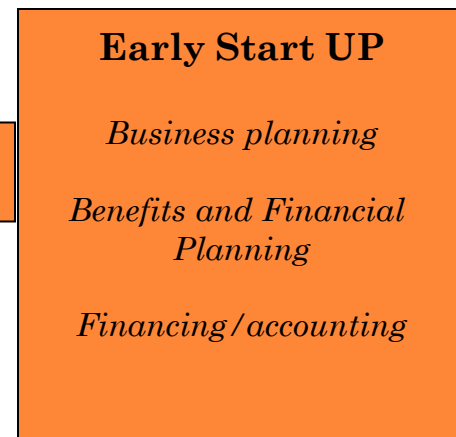 Early Start UP
Business planning
Benefits and Financial
Planning
Financing/accounting